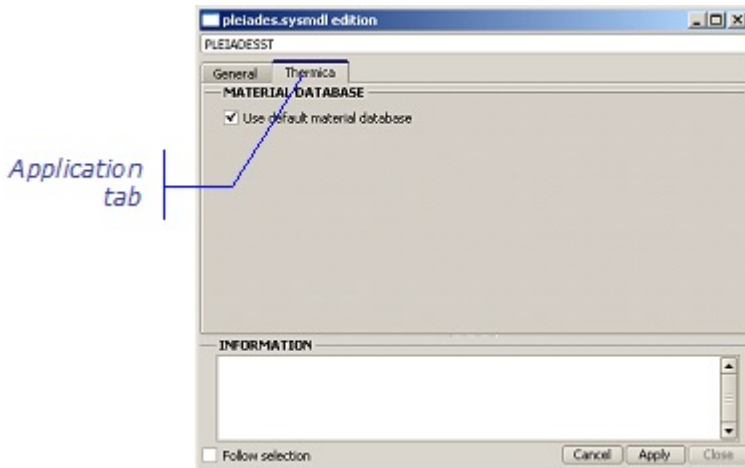 pleiades.sysmdl edition
PLEIADESST
General Thermica
MATERIAL DATABASE
Use default material database
Application
tab
INFORMATION
Follow selection Cancel Apply Close